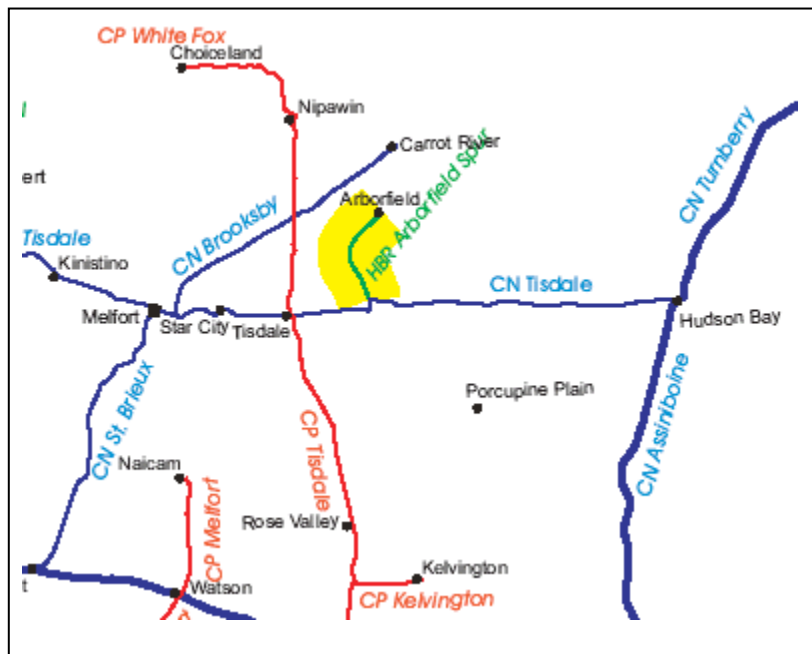 CP White Fox
Choiceland
Nipawin
Carrot River
ert
Arborfield
HBR Arborfield Spur
CN Turnberry
CN Brooksby
Tisdale
Kinistino
CN Tisdale
Melfort
Star City
Tisdale
Hudson Bay
CN St. Brieux
Porcupine Plain
CN Assiniboine
CP Tisdale
Naicam
CP Melfort
Rose Valley
Kelvington
t
Watson
CP Kelvington